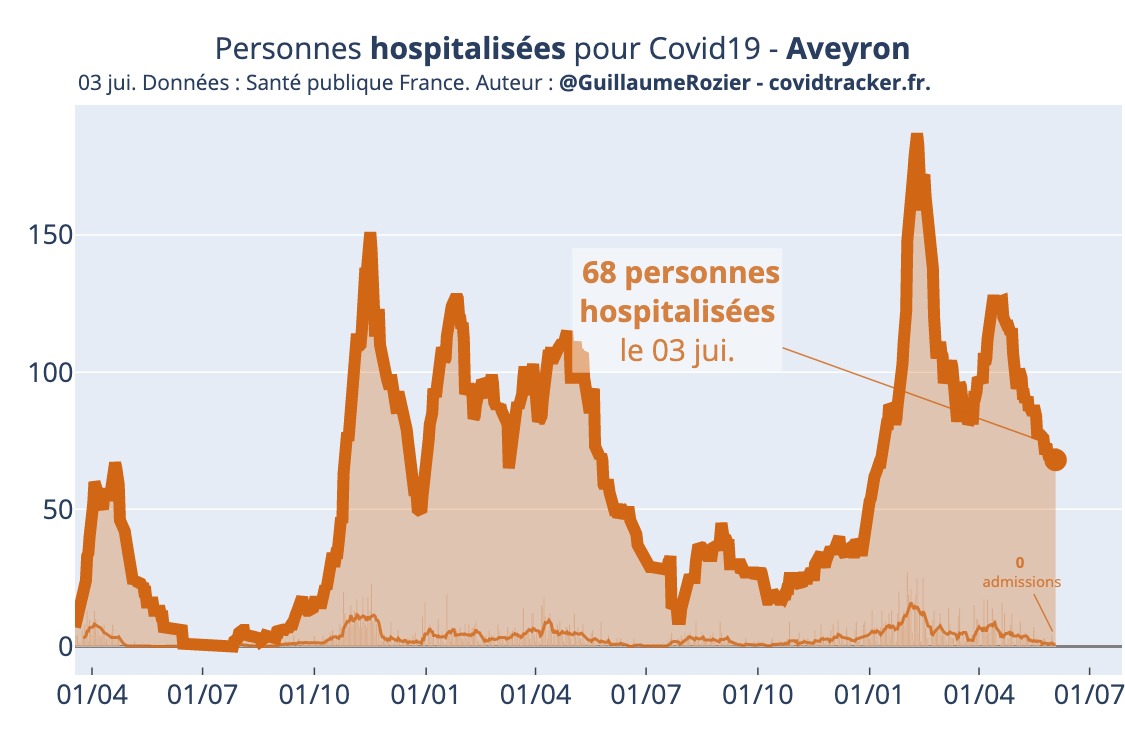 Personnes hospitalisées pour Covid19 - Aveyron
03 jui. Données : Santé publique France. Auteur : @GuillaumeRozier - covidtracker.fr.
150
100
50
0
68 personnes
hospitalisées
le 03 jui.
0
admissions
01/04 01/07 01/10 01/01 01/04 01/07 01/10 01/01 01/04 01/07